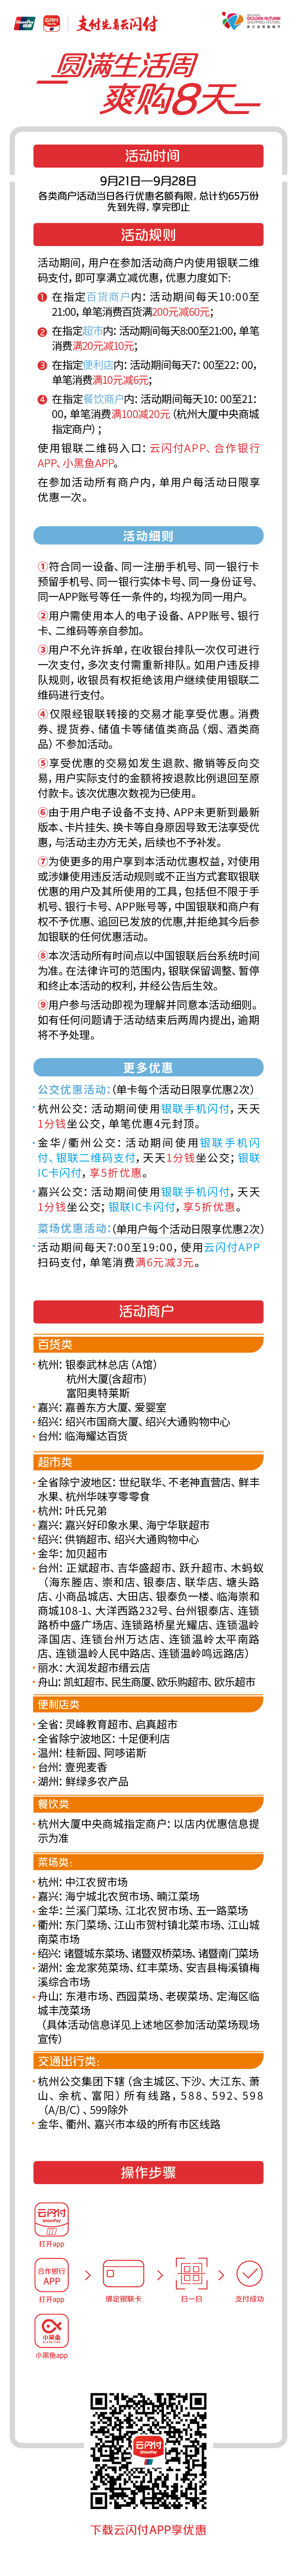 云闪付 支付先看云闪付
GOLDEN AUTUMN
SHOPPING FESTIVAL
圆满生活周
爽购8天
活动时间
9月21日—9月28日
各类商户活动当日各行优惠名额有限,总计约65万份
先到先得,享完即止
活动规则
活动期间,用户在参加活动商户内使用银联二维
码支付,即可享满立减优惠,优惠力度如下:
1 在指定百货商户内:活动期间每天10:00至
21:00,单笔消费百货满200元减60元;
2 在指定超市内:活动期间每天8:00至21:00,单笔
消费满20元减10元;
3 在指定便利店内:活动期间每天7:00至22:00,
单笔消费满10元减6元;
4 在指定餐饮商户内:活动期间每天10:00至21:
00,单笔消费满100减20元(杭州大厦中央商城
指定商户);
使用银联二维码入口:云闪付APP、合作银行
APP、小黑鱼APP。
在参加活动所有商户内,单用户每活动日限享
优惠一次。
活动细则
①符合同一设备、同一注册手机号、同一银行卡
预留手机号、同一银行实体卡号、同一身份证号、
同一APP账号等任一条件的,均视为同一用户。
②用户需使用本人的电子设备、APP账号、银行
卡、二维码等亲自参加。
③用户不允许拆单,在收银台排队一次仅可进行
一次支付,多次支付需重新排队。如用户违反排
队规则,收银员有权拒绝该用户继续使用银联二
维码进行支付。
④仅限经银联转接的交易才能享受优惠。消费
券、提货券、储值卡等储值类商品(烟、酒类商
品)不参加活动。
⑤享受优惠的交易如发生退款、撤销等反向交
易,用户实际支付的金额将按退款比例退回至原
付款卡。该次优惠次数视为已使用。
⑥由于用户电子设备不支持、APP未更新到最新
版本、卡片挂失、换卡等自身原因导致无法享受优
惠,与活动主办方无关,后续也不予补发。
⑦为使更多的用户享到本活动优惠权益,对使用
或涉嫌使用违反活动规则或不正当方式套取银联
优惠的用户及其所使用的工具,包括但不限于手
机号、银行卡号、APP账号等,中国银联和商户有
权不予优惠、追回已发放的优惠,并拒绝其今后参
加银联的任何优惠活动。
⑧本次活动所有时间点以中国银联后台系统时间
为准。在法律许可的范围内,银联保留调整、暂停
和终止本活动的权利,并经公告后生效。
⑨用户参与活动即视为理解并同意本活动细则。
如有任何问题请于活动结束后两周内提出,逾期
将不予处理。
更多优惠
公交优惠活动:(单卡每个活动日限享优惠2次)
杭州公交:活动期间使用银联手机闪付,天天
1分钱坐公交,单笔优惠4元封顶。
金华/衢州公交:活动期间使用银联手机闪
付、银联二维码支付,天天1分钱坐公交;银联
IC卡闪付,享5折优惠。
嘉兴公交:活动期间使用银联手机闪付,天天
1分钱坐公交;银联IC卡闪付,享5折优惠。
菜场优惠活动:(单用户每个活动日限享优惠2次)
活动期间每天7:00至19:00,使用云闪付APP
扫码支付,单笔消费满6元减3元。
活动商户
百货类
杭州:银泰武林总店(A馆)
杭州大厦(含超市)
富阳奥特莱斯
嘉兴:嘉善东方大厦、爱婴室
绍兴:绍兴市国商大厦、绍兴大通购物中心
台州:临海耀达百货
超市类
全省除宁波地区:世纪联华、不老神直营店、鲜丰
水果、杭州华味亨零零食
杭州:叶氏兄弟
嘉兴:嘉兴好印象水果、海宁华联超市
绍兴:供销超市、绍兴大通购物中心
金华:加贝超市
台州:正斌超市、吉华盛超市、跃升超市、木蚂蚁
(海东塍店、崇和店、银泰店、联华店、塘头路
店、小商品城店、大田店、银泰负一楼、临海崇和
商城108-1、大洋西路232号、台州银泰店、连锁
路桥中盛广场店、连锁路桥星光耀店、连锁温岭
泽国店、连锁台州万达店、连锁温岭太平南路
店、连锁温岭人民中路店、连锁温岭鸣远路店)
丽水:大润发超市缙云店
舟山:凯虹超市、民生商厦、欧乐购超市、欧乐超市
便利店类
全省:灵峰教育超市、启真超市
全省除宁波地区:十足便利店
温州:桂新园、阿哆诺斯
台州:壹兜麦香
湖州:鲜绿多农产品
餐饮类
杭州大厦中央商城指定商户:以店内优惠信息提
示为准
菜场类:
杭州:中江农贸市场
嘉兴:海宁城北农贸市场、晴江菜场
金华:兰溪门菜场、江北农贸市场、五一路菜场
衢州:东门菜场、江山市贺村镇北菜市场、江山城
南菜市场
绍兴:诸暨城东菜场、诸暨双桥菜场、诸暨南门菜场
湖州:金龙家苑菜场、红丰菜场、安吉县梅溪镇梅
溪综合市场
舟山:东港市场、西园菜场、老碶菜场、定海区临
城丰茂菜场
(具体活动信息详见上述地区参加活动菜场现场
宣传)
交通出行类:
杭州公交集团下辖(含主城区、下沙、大江东、萧
山、余杭、富阳)所有线路,588、592、598
(A/B/C)、599除外
金华、衢州、嘉兴市本级的所有市区线路
操作步骤
云闪付
UnionPay
打开app
合作银行
APP
打开app
绑定银联卡
扫一扫
支付成功
小黑鱼
小黑鱼app
云闪付
UnionPay
下载云闪付APP享优惠